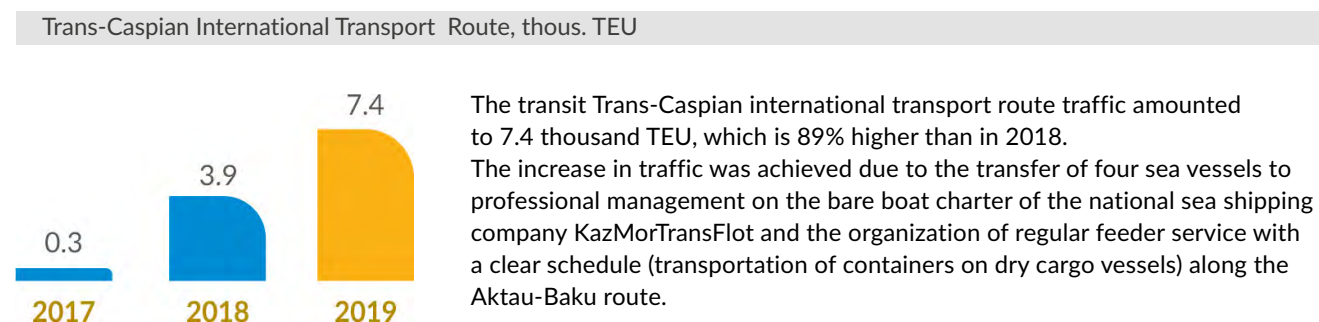 Trans-Caspian International Transport Route, thous. TEU
7.4
3.9
0.3
2017
2018
2019
The transit Trans-Caspian international transport route traffic amounted
to 7.4 thousand TEU, which is 89% higher than in 2018.
The increase in traffic was achieved due to the transfer of four sea vessels to
professional management on the bare boat charter of the national sea shipping
company KazMorTransFlot and the organization of regular feeder service with
a clear schedule (transportation of containers on dry cargo vessels) along the
Aktau-Baku route.